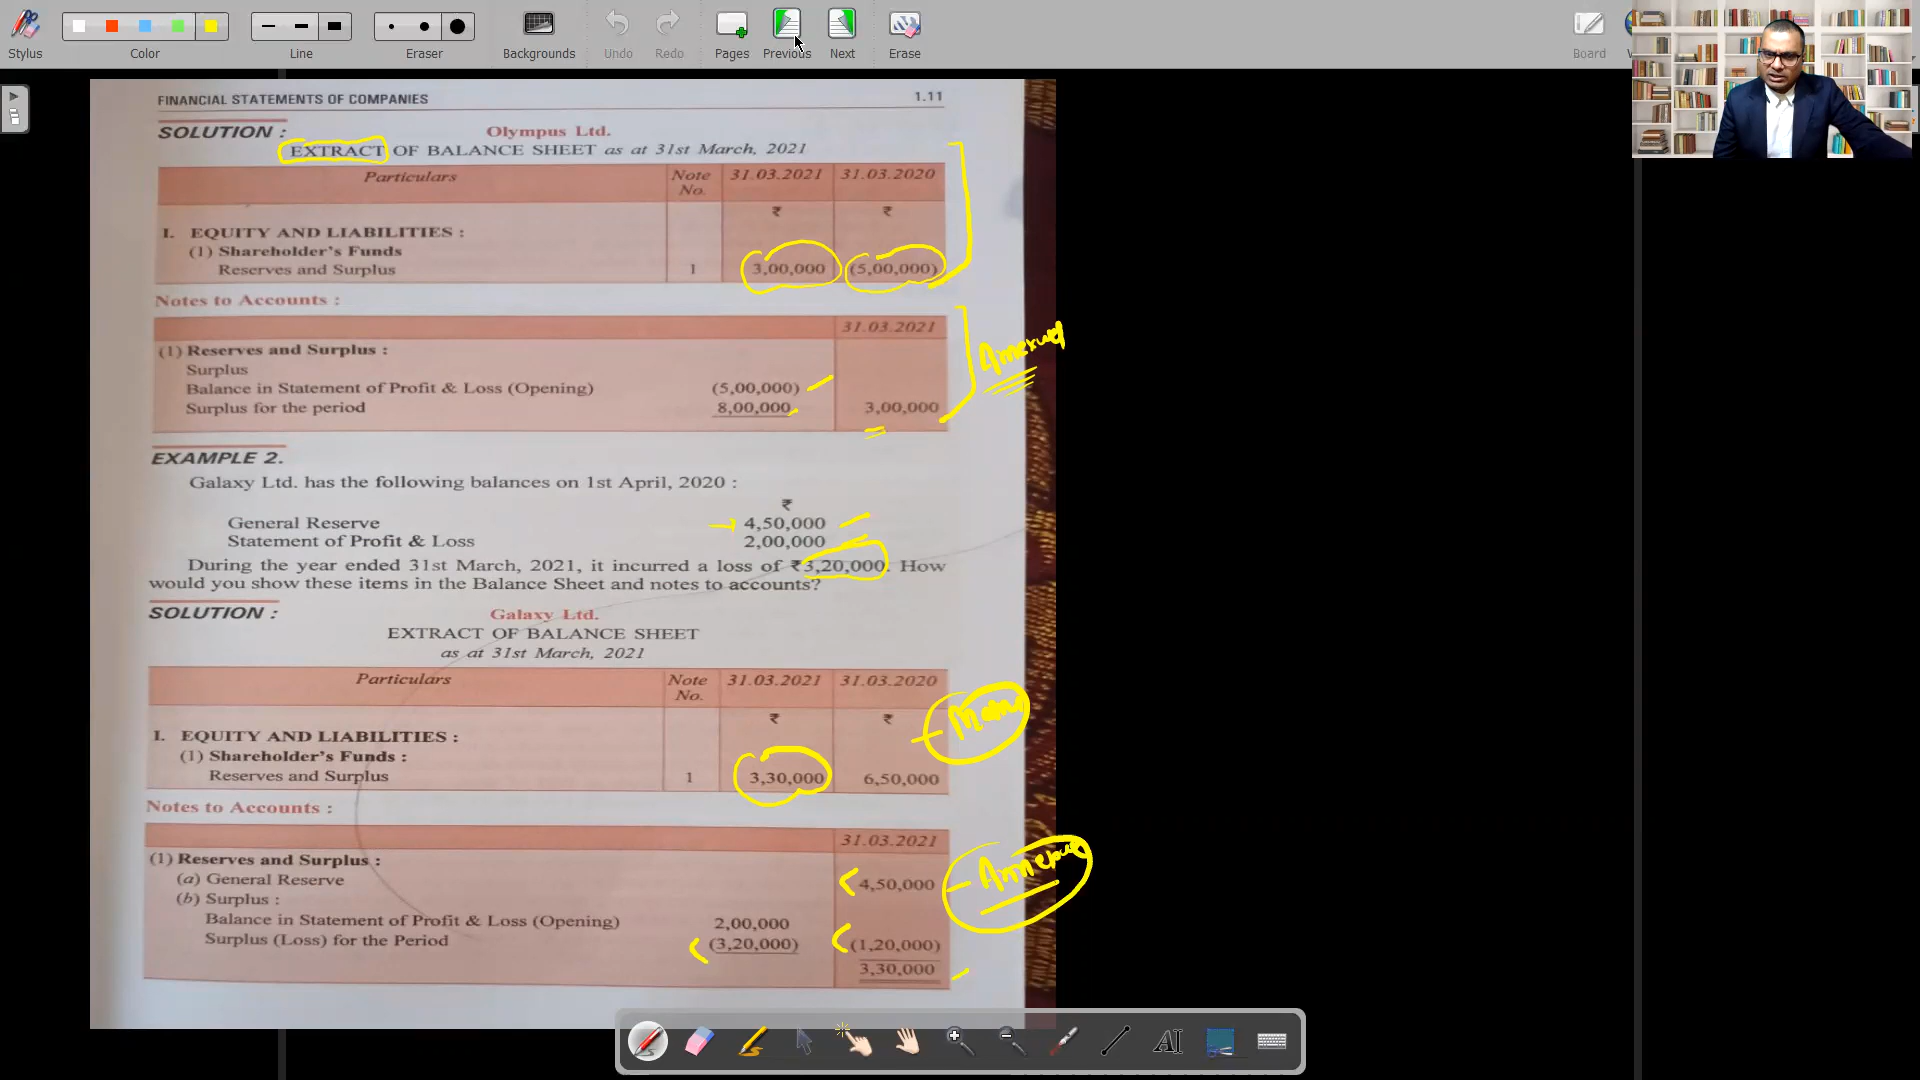 Stylus
Color
Line
Eraser
Backgrounds
Undo
Redo
Pages
Previous
Next
Erase
Board
FINANCIAL STATEMENTS OF COMPANIES 1.11
SOLUTION :
Olympus Ltd.
EXTRACT OF BALANCE SHEET as at 31st March, 2021
Particulars Note No. 31.03.2021 31.03.2020
₹ ₹
I. EQUITY AND LIABILITIES :
(1) Shareholder's Funds
Reserves and Surplus 1 3,00,000 (5,00,000)
Notes to Accounts :
31.03.2021
(1) Reserves and Surplus :
Surplus
Balance in Statement of Profit & Loss (Opening) (5,00,000)
Surplus for the period 8,00,000 3,00,000
EXAMPLE 2.
Galaxy Ltd. has the following balances on 1st April, 2020 :
₹
General Reserve 4,50,000
Statement of Profit & Loss 2,00,000
During the year ended 31st March, 2021, it incurred a loss of ₹3,20,000. How
would you show these items in the Balance Sheet and notes to accounts?
SOLUTION :
Galaxy Ltd.
EXTRACT OF BALANCE SHEET
as at 31st March, 2021
Particulars Note No. 31.03.2021 31.03.2020
₹ ₹
I. EQUITY AND LIABILITIES :
(1) Shareholder's Funds :
Reserves and Surplus 1 3,30,000 6,50,000
Notes to Accounts :
31.03.2021
(1) Reserves and Surplus :
(a) General Reserve 4,50,000
(b) Surplus :
Balance in Statement of Profit & Loss (Opening) 2,00,000
Surplus (Loss) for the Period (3,20,000) (1,20,000)
3,30,000